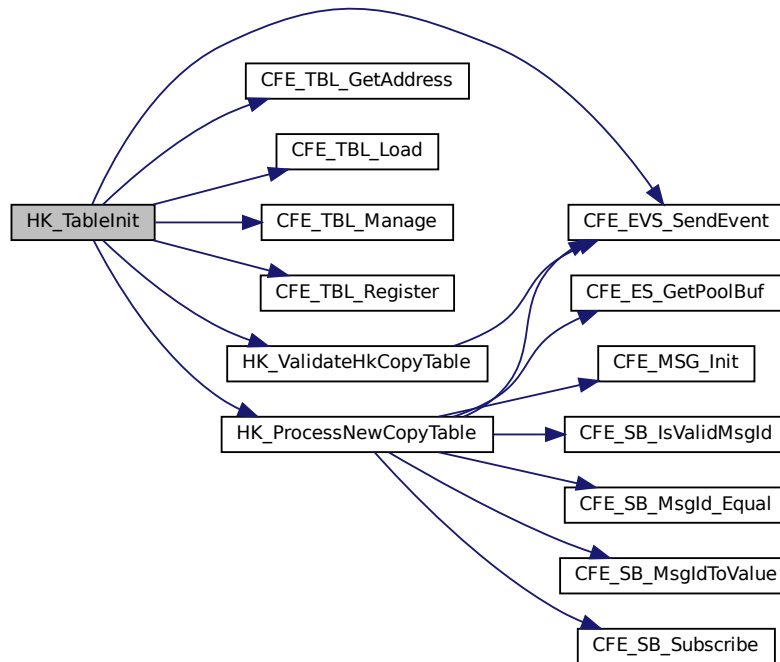 HK_TableInit
CFE_TBL_GetAddress
CFE_TBL_Load
CFE_TBL_Manage
CFE_TBL_Register
HK_ValidateHkCopyTable
HK_ProcessNewCopyTable
CFE_EVS_SendEvent
CFE_ES_GetPoolBuf
CFE_MSG_Init
CFE_SB_IsValidMsgId
CFE_SB_MsgId_Equal
CFE_SB_MsgIdToValue
CFE_SB_Subscribe